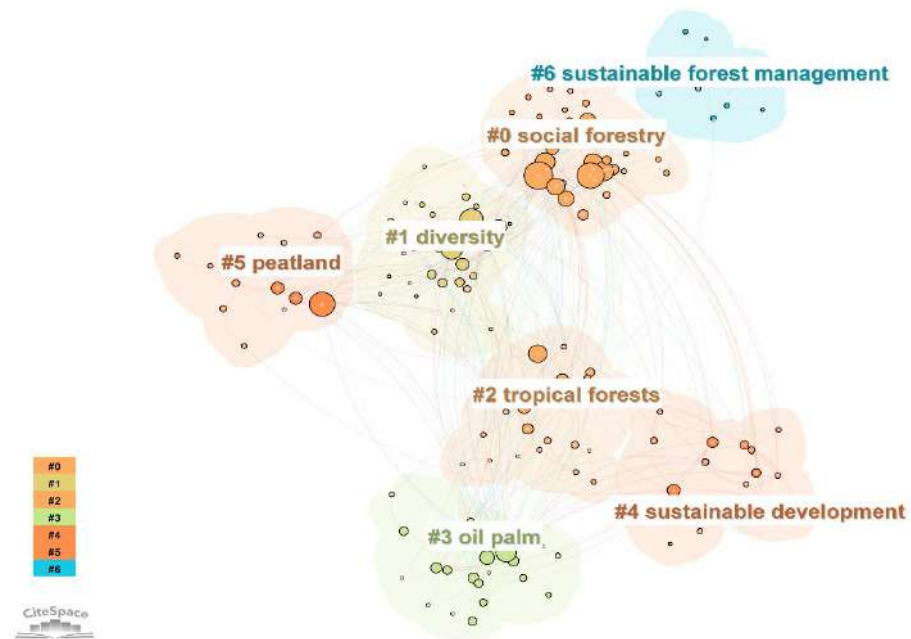 #6 sustainable forest management
#0 social forestry
#1 diversity
#5 peatland
#2 tropical forests
#4 sustainable development
#3 oil palm
#0
#1
#2
#3
#4
#5
#6
CiteSpace